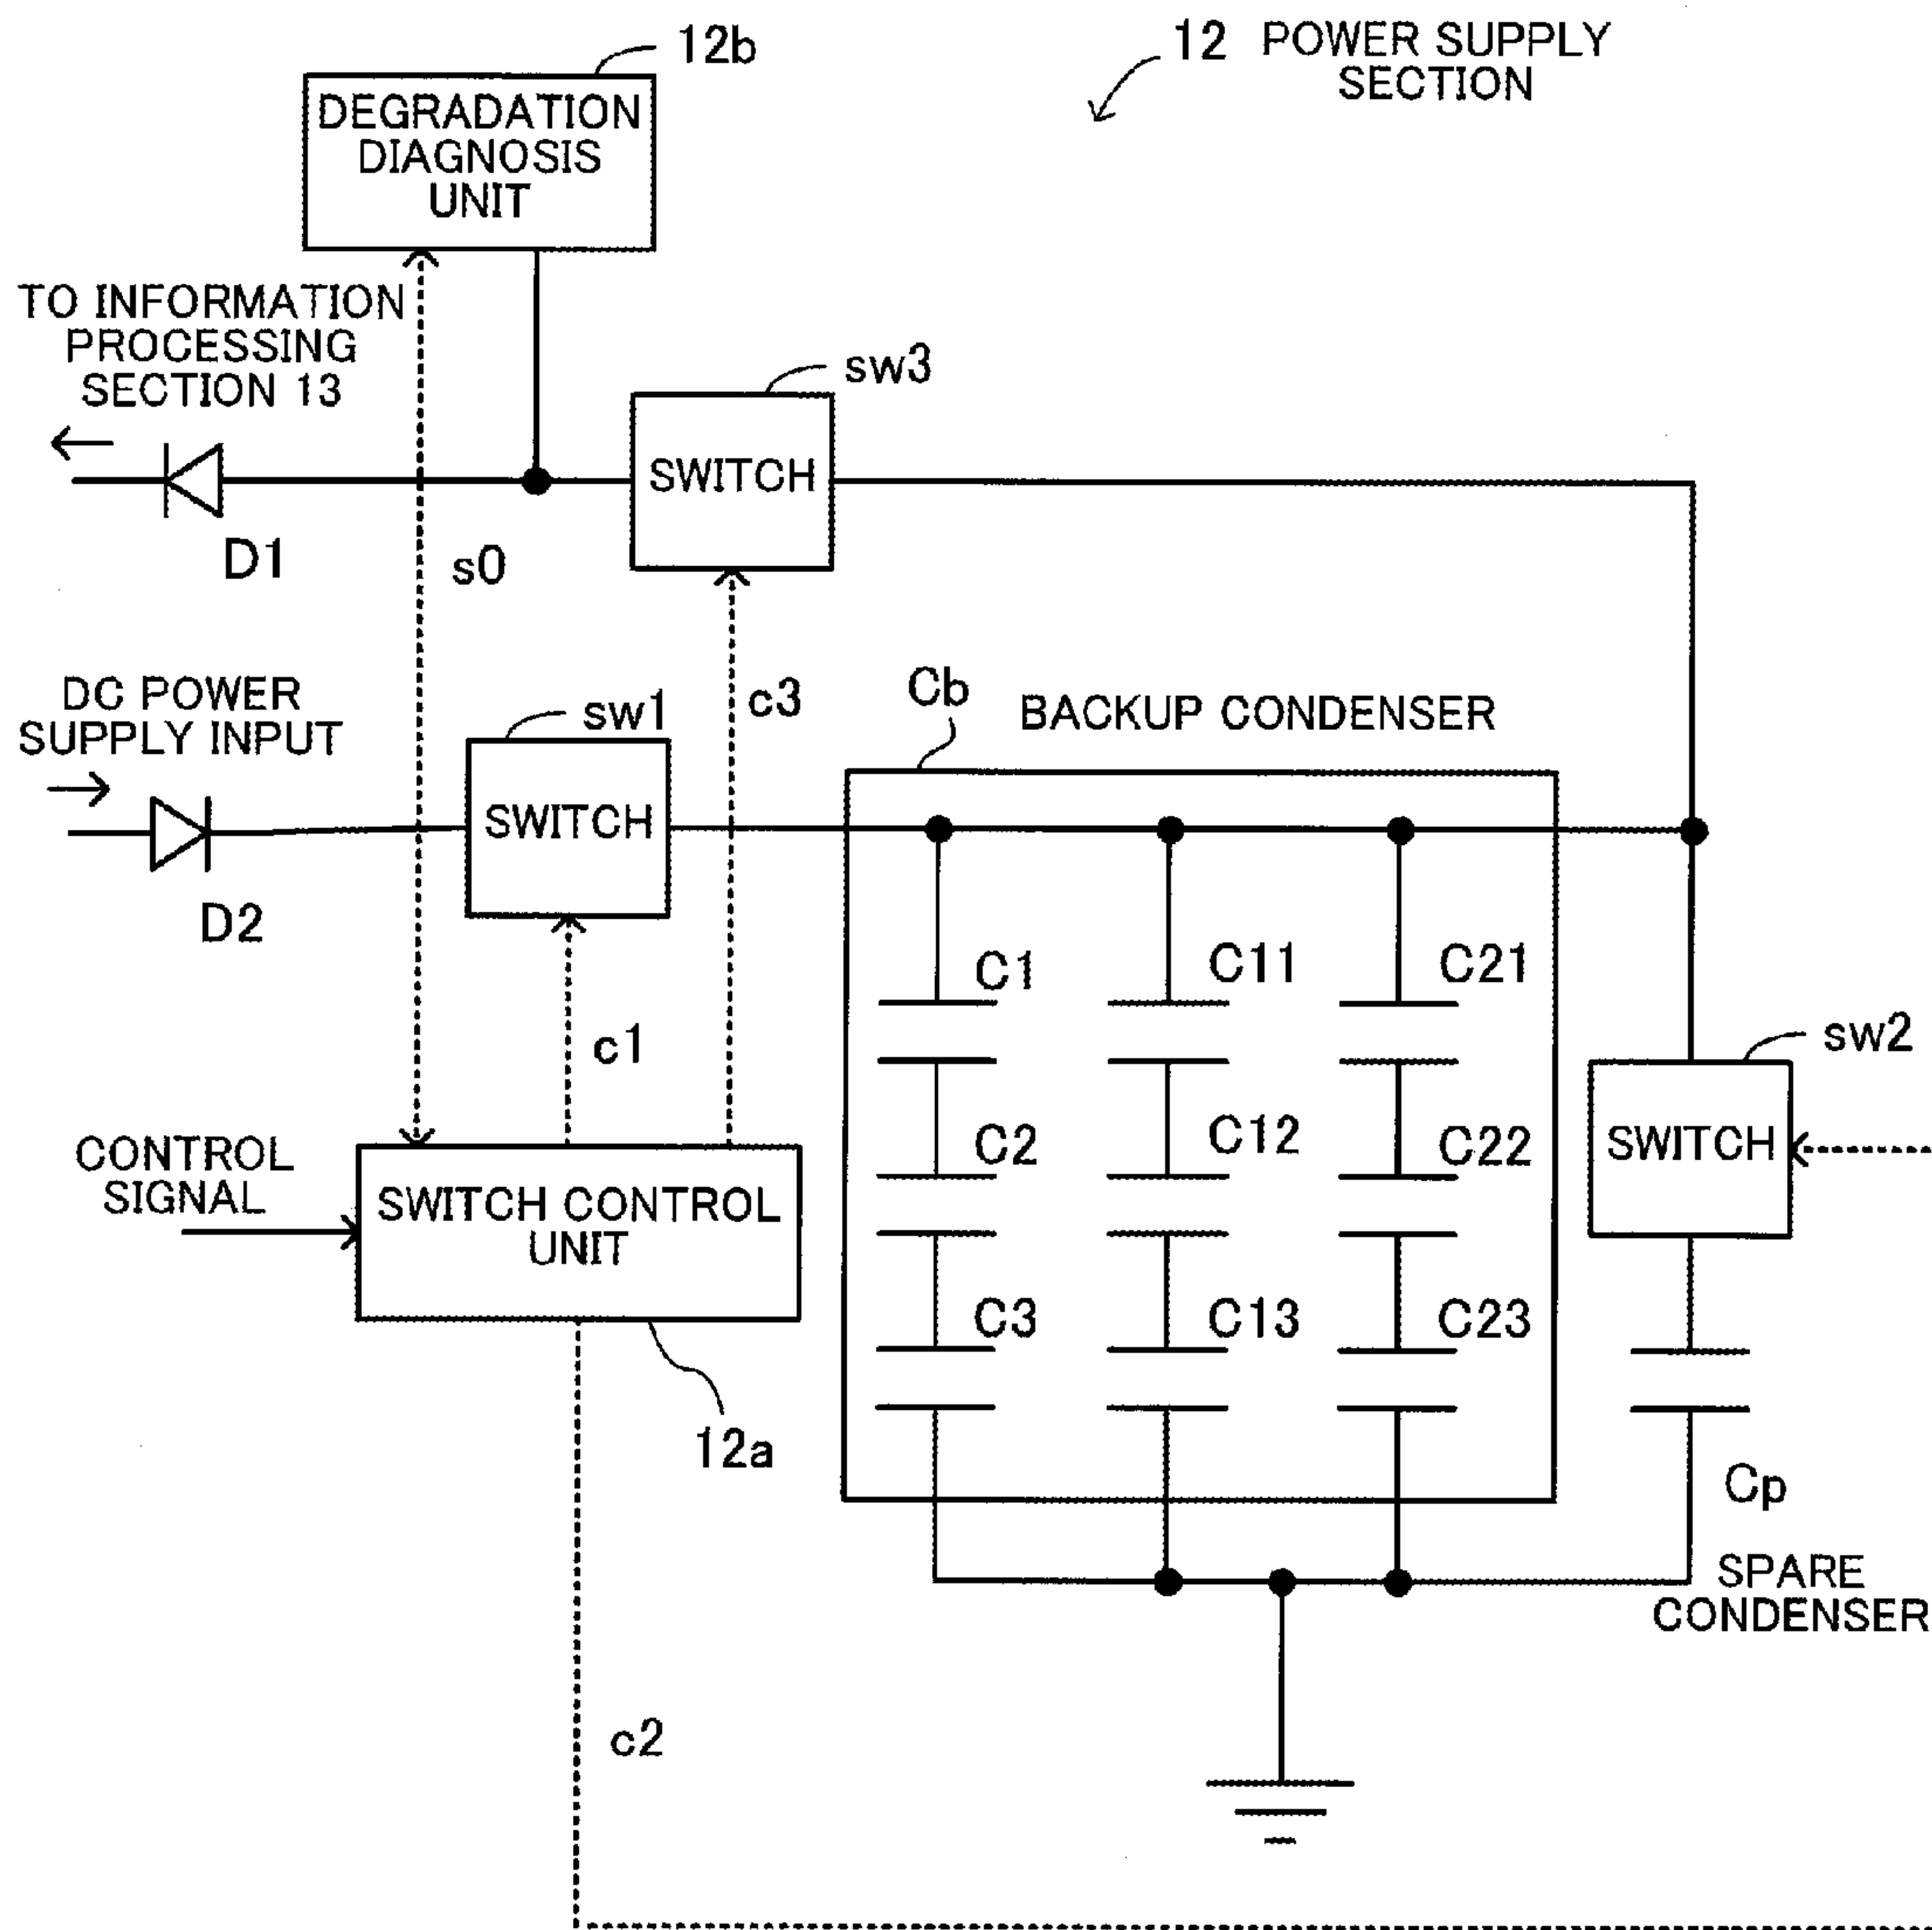 12b
12 POWER SUPPLY
SECTION
DEGRADATION
DIAGNOSIS
UNIT
TO INFORMATION
PROCESSING
SECTION 13
sw3
SWITCH
D1
s0
DC POWER
SUPPLY INPUT
sw1
c3
Cb
BACKUP CONDENSER
SWITCH
D2
C1
C11
C21
c1
sw2
CONTROL
SIGNAL
C2
C12
C22
SWITCH
SWITCH CONTROL
UNIT
C3
C13
C23
12a
Cp
SPARE
CONDENSER
c2